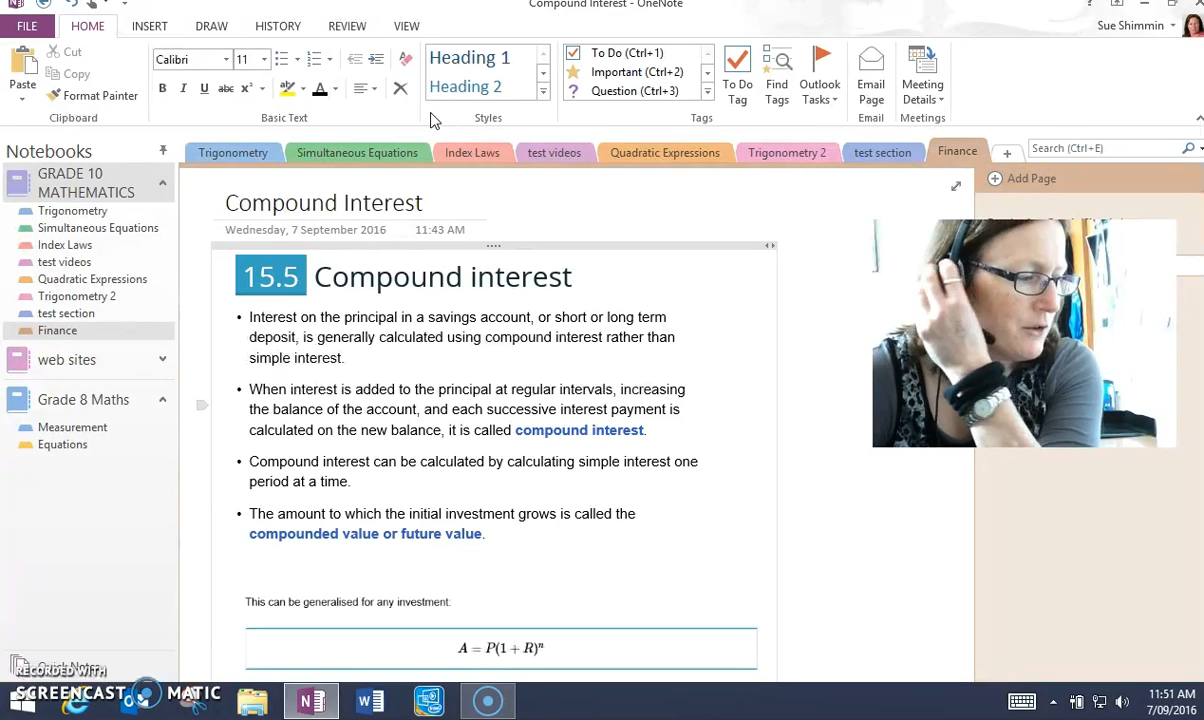 Compound Interest - OneNote
FILE HOME INSERT DRAW HISTORY REVIEW VIEW
Sue Shimmin
Paste
Cut
Copy
Format Painter
Clipboard
Calibri 11
B I U abc x²
A
Basic Text
Heading 1
Heading 2
Styles
To Do (Ctrl+1)
Important (Ctrl+2)
Question (Ctrl+3)
To Do
Tag
Find
Tags
Outlook
Tasks
Tags
Email
Page
Email
Meeting
Details
Meetings
Notebooks
Trigonometry Simultaneous Equations Index Laws test videos Quadratic Expressions Trigonometry 2 test section Finance
Search (Ctrl+E)
Add Page
GRADE 10
MATHEMATICS
Trigonometry
Simultaneous Equations
Index Laws
test videos
Quadratic Expressions
Trigonometry 2
test section
Finance
web sites
Grade 8 Maths
Measurement
Equations
Quick Notes
Compound Interest
Wednesday, 7 September 2016 11:43 AM
15.5 Compound interest
• Interest on the principal in a savings account, or short or long term
deposit, is generally calculated using compound interest rather than
simple interest.
• When interest is added to the principal at regular intervals, increasing
the balance of the account, and each successive interest payment is
calculated on the new balance, it is called compound interest.
• Compound interest can be calculated by calculating simple interest one
period at a time.
• The amount to which the initial investment grows is called the
compounded value or future value.
This can be generalised for any investment:
A = P(1 + R)ⁿ
RECORDED WITH
SCREENCAST MATIC
11:51 AM
7/09/2016